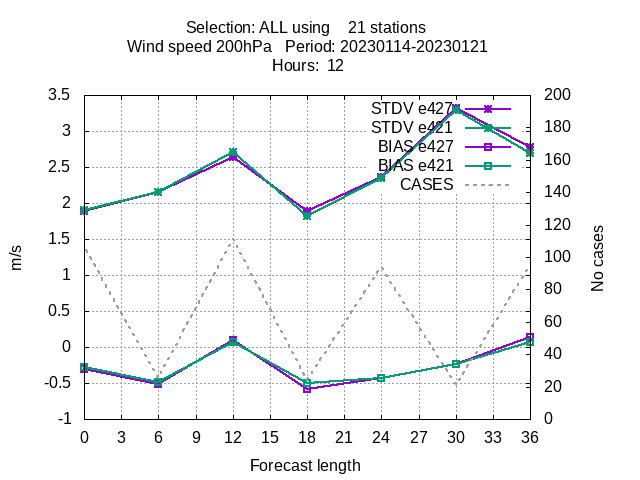 Selection: ALL using    21 stations
Wind speed 200hPa   Period: 20230114-20230121
Hours:  12
STDV e427
STDV e421
BIAS e427
BIAS e421
CASES
3.5
3
2.5
2
1.5
1
0.5
0
-0.5
-1
m/s
200
180
160
140
120
100
80
60
40
20
0
No cases
0 3 6 9 12 15 18 21 24 27 30 33 36
Forecast length